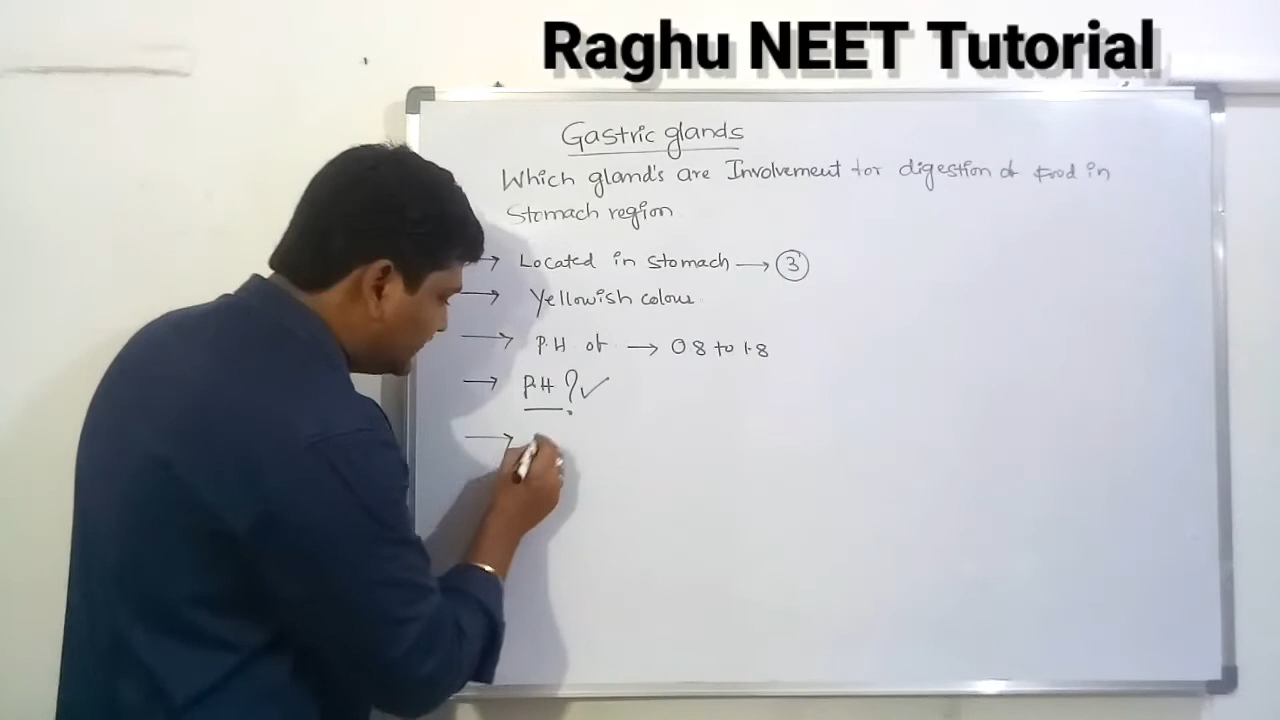 Raghu NEET Tutorial
Gastric glands
Which gland's are Involvement for digestion of Food in
Stomach region
→ Located in stomach → 3
→ Yellowish colour
→ P.H of → 0.8 to 1.8
→ P.H ? ✓
→